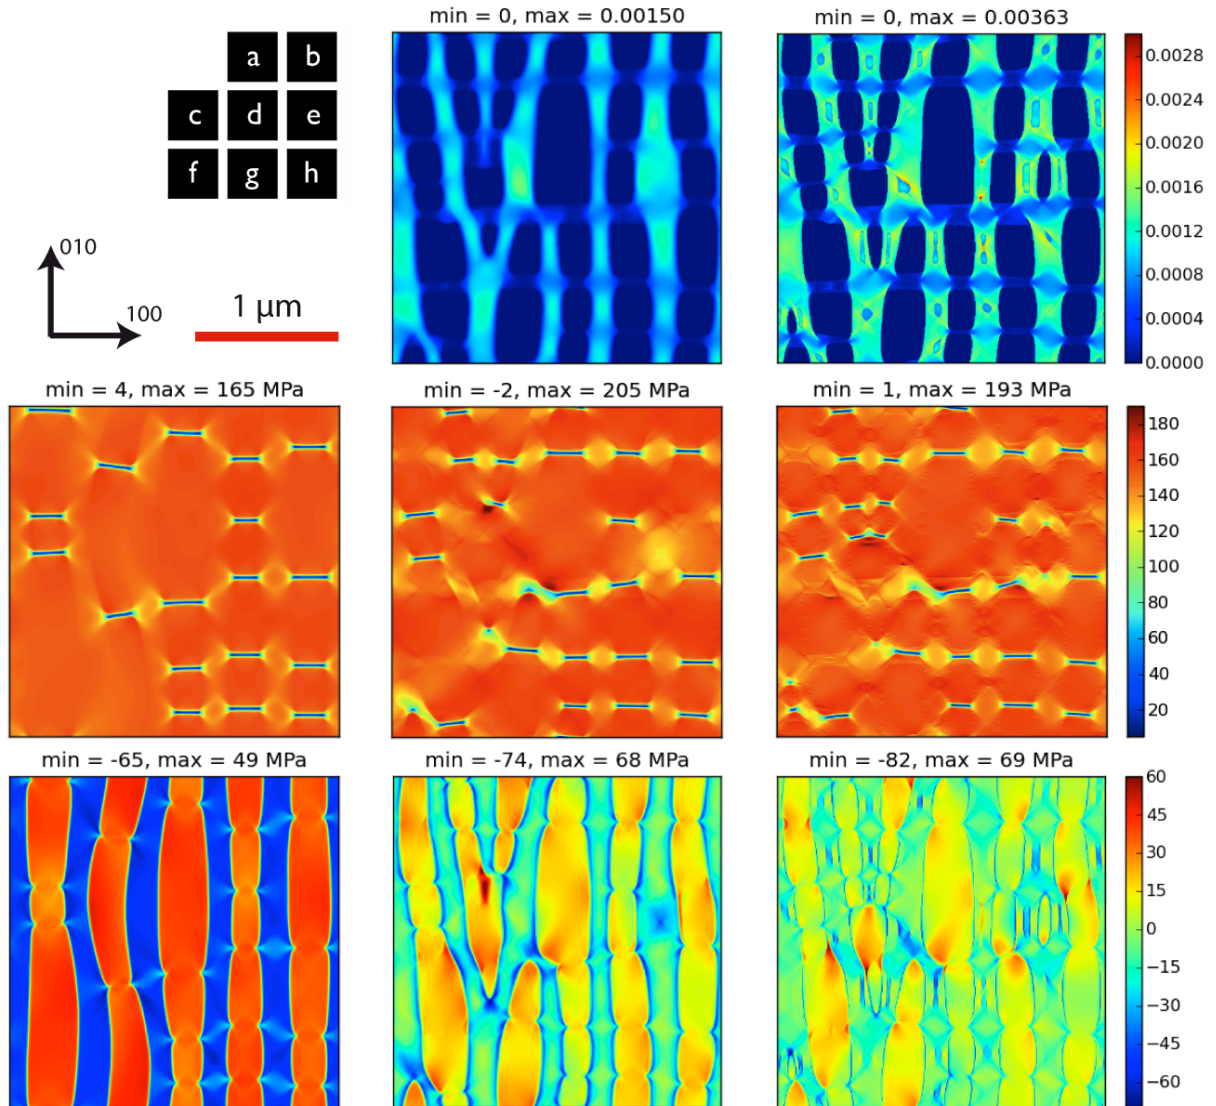 min = 0, max = 0.00150
min = 0, max = 0.00363
a b
c d e
f g h
010
100
1 μm
0.0028
0.0024
0.0020
0.0016
0.0012
0.0008
0.0004
0.0000
min = 4, max = 165 MPa
min = -2, max = 205 MPa
min = 1, max = 193 MPa
180
160
140
120
100
80
60
40
20
min = -65, max = 49 MPa
min = -74, max = 68 MPa
min = -82, max = 69 MPa
60
45
30
15
0
−15
−30
−45
−60